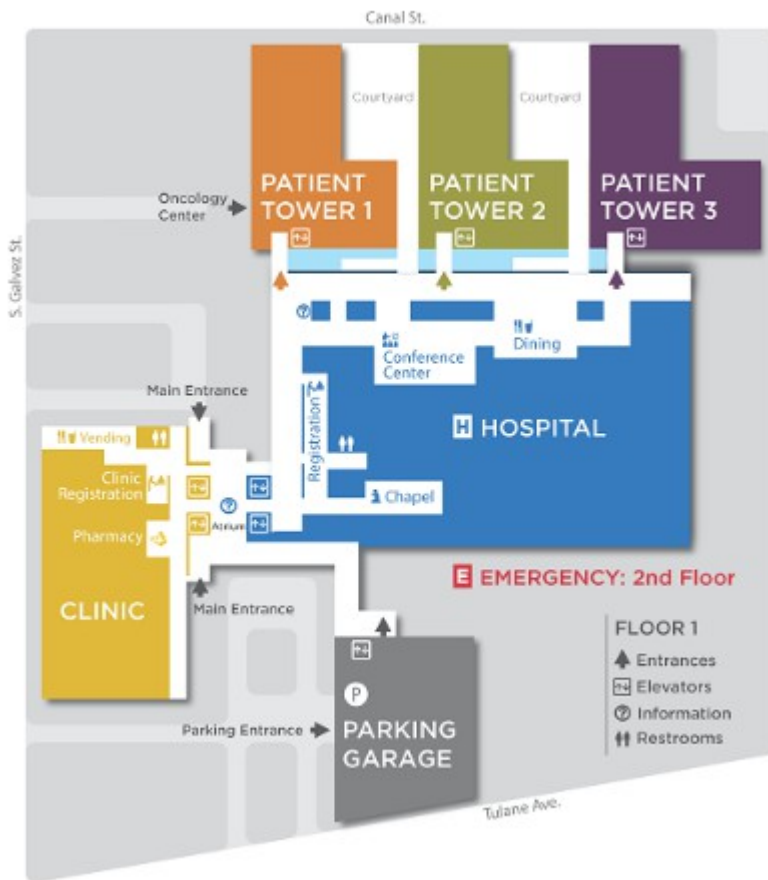 Canal St.
S. Galvez St.
Courtyard
Courtyard
PATIENT
TOWER 1
PATIENT
TOWER 2
PATIENT
TOWER 3
Oncology
Center
Conference
Center
Dining
Main Entrance
Registration
H HOSPITAL
Vending
Clinic
Registration
Atrium
Chapel
Pharmacy
E EMERGENCY: 2nd Floor
CLINIC
Main Entrance
FLOOR 1
Entrances
Elevators
Information
Restrooms
P
PARKING
GARAGE
Parking Entrance
Tulane Ave.